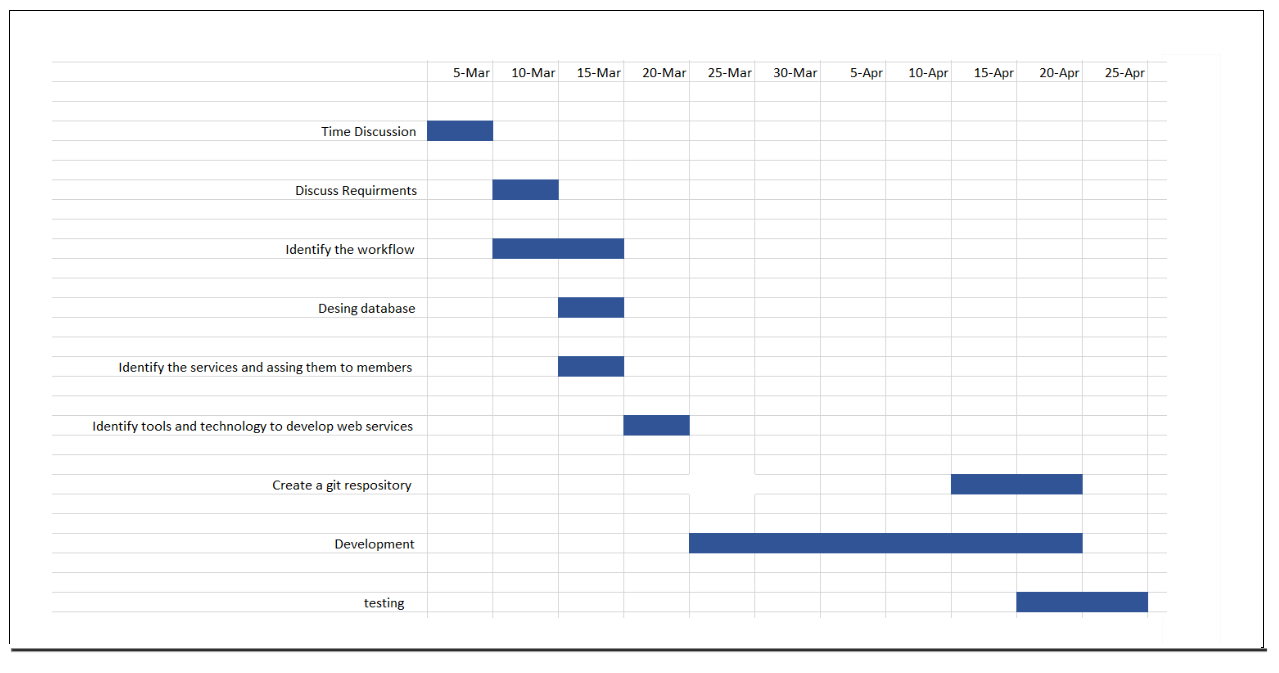 5-Mar 10-Mar 15-Mar 20-Mar 25-Mar 30-Mar 5-Apr 10-Apr 15-Apr 20-Apr 25-Apr
Time Discussion
Discuss Requirments
Identify the workflow
Desing database
Identify the services and assing them to members
Identify tools and technology to develop web services
Create a git respository
Development
testing